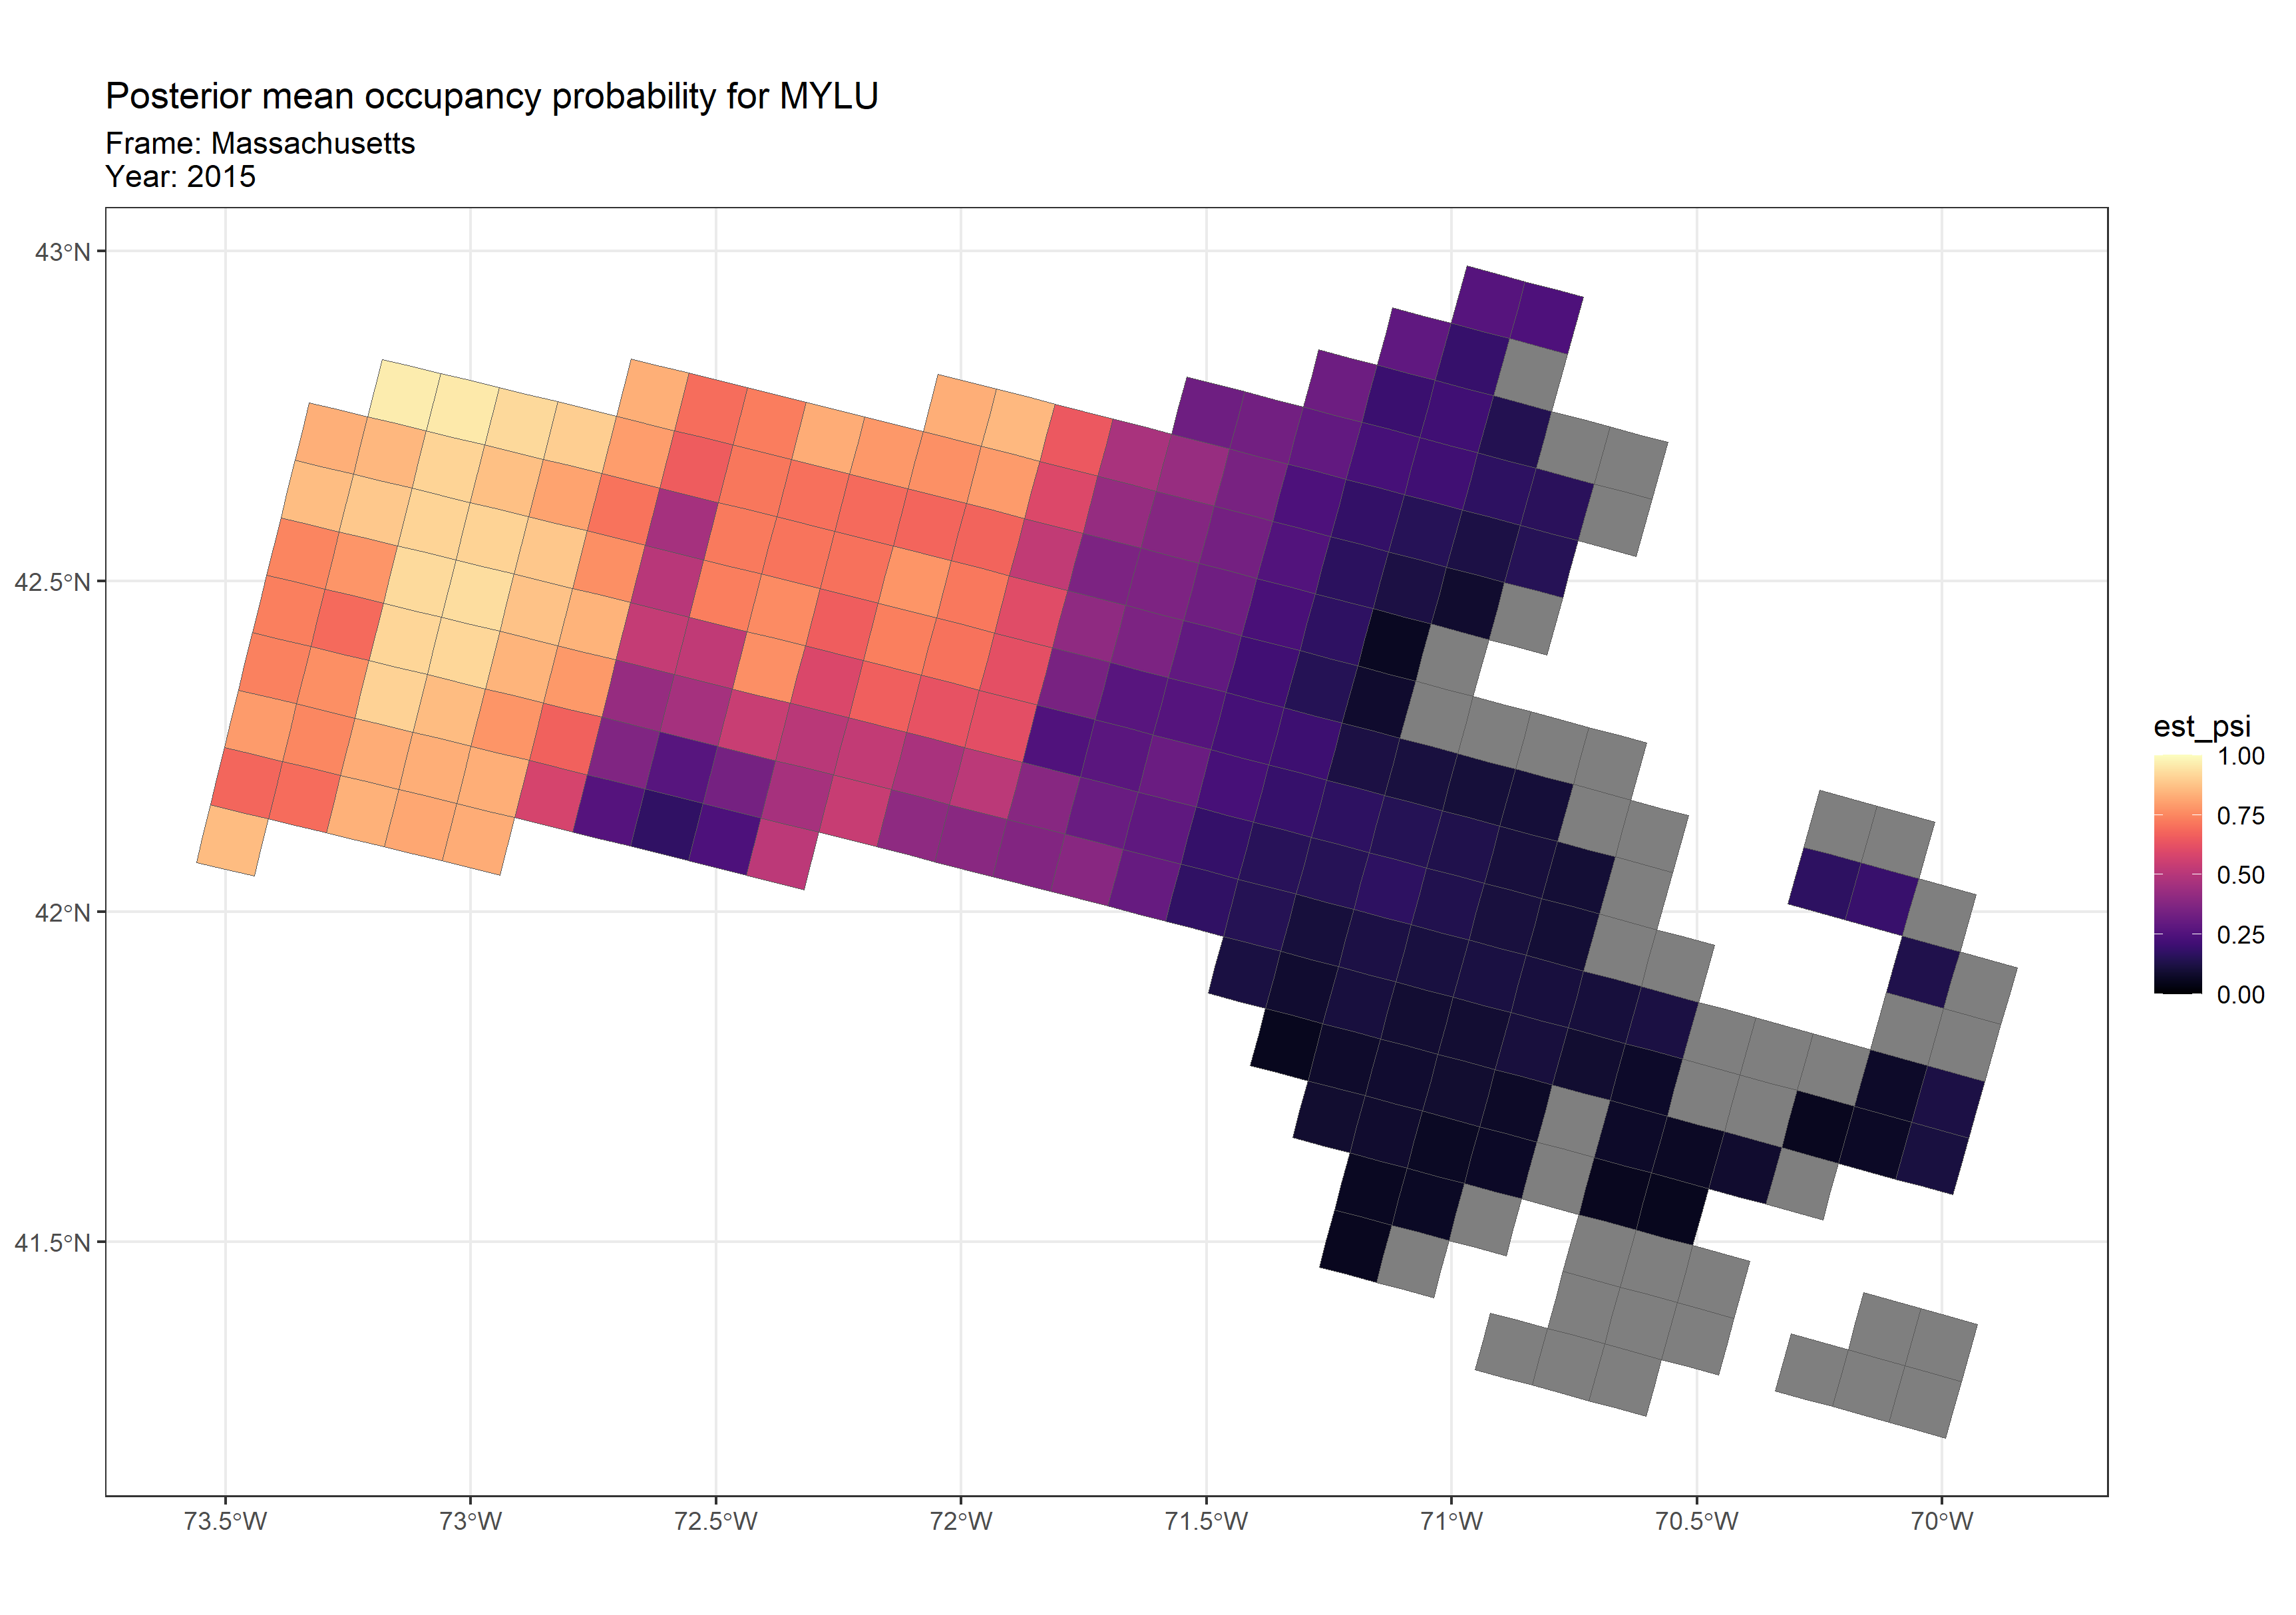 Posterior mean occupancy probability for MYLU
Frame: Massachusetts
Year: 2015
43°N
42.5°N
42°N
41.5°N
73.5°W
73°W
72.5°W
72°W
71.5°W
71°W
70.5°W
70°W
est_psi
1.00
0.75
0.50
0.25
0.00